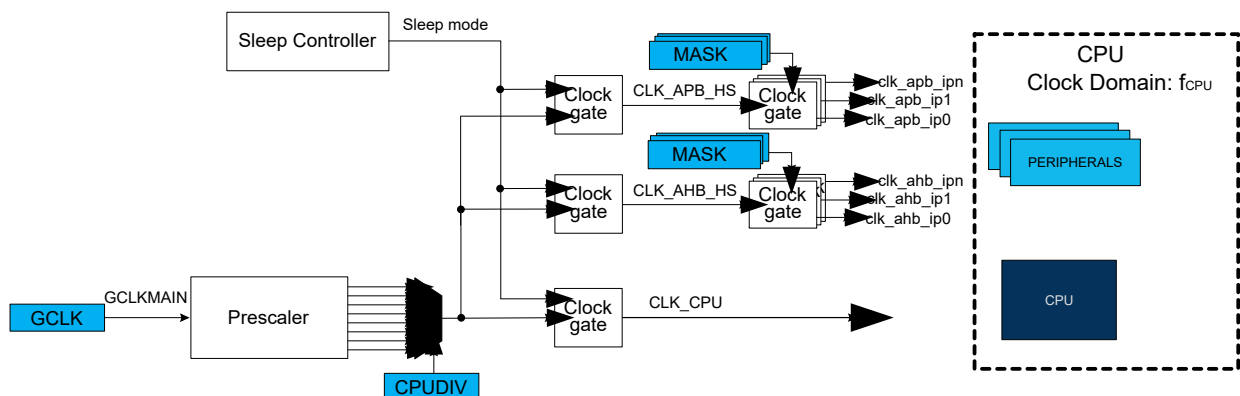 Sleep mode
Sleep Controller
MASK
CPU
Clock Domain: fCPU
clk_apb_ipn
Clock
gate
CLK_APB_HS
Clock
gate
clk_apb_ip1
clk_apb_ip0
MASK
PERIPHERALS
clk_ahb_ipn
Clock
gate
CLK_AHB_HS
Clock
gate
clk_ahb_ip1
clk_ahb_ip0
GCLKMAIN
GCLK
Prescaler
Clock
gate
CLK_CPU
CPU
CPUDIV